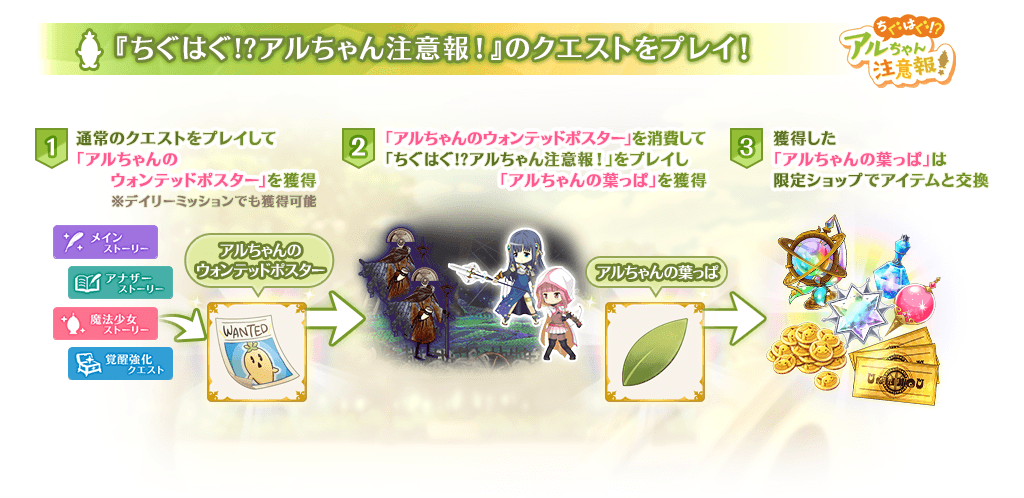 『ちぐはぐ!?アルちゃん注意報！』のクエストをプレイ！
ちぐはぐ!?
アルちゃん
注意報!
1
通常のクエストをプレイして
「アルちゃんの
ウォンテッドポスター」を獲得
※デイリーミッションでも獲得可能
メイン
ストーリー
アナザー
ストーリー
魔法少女
ストーリー
覚醒強化
クエスト
アルちゃんの
ウォンテッドポスター
WANTED
2
「アルちゃんのウォンテッドポスター」を消費して
「ちぐはぐ!?アルちゃん注意報！」をプレイし
「アルちゃんの葉っぱ」を獲得
アルちゃんの葉っぱ
3
獲得した
「アルちゃんの葉っぱ」は
限定ショップでアイテムと交換